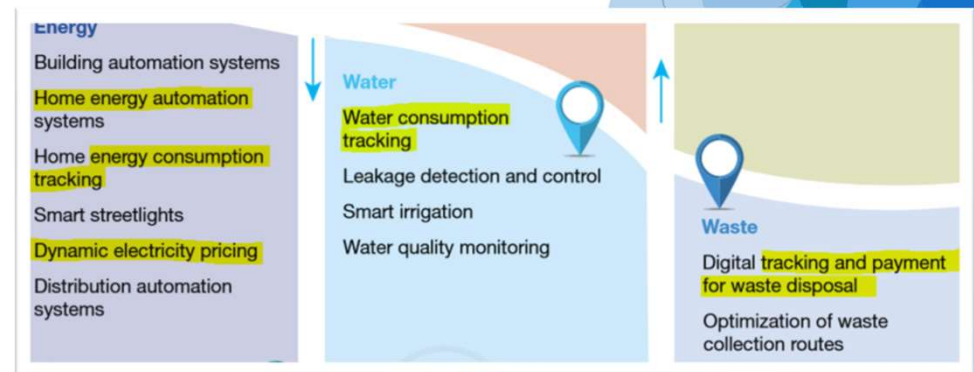 Energy
Building automation systems
Home energy automation
systems
Home energy consumption
tracking
Smart streetlights
Dynamic electricity pricing
Distribution automation
systems
Water
Water consumption
tracking
Leakage detection and control
Smart irrigation
Water quality monitoring
Waste
Digital tracking and payment
for waste disposal
Optimization of waste
collection routes